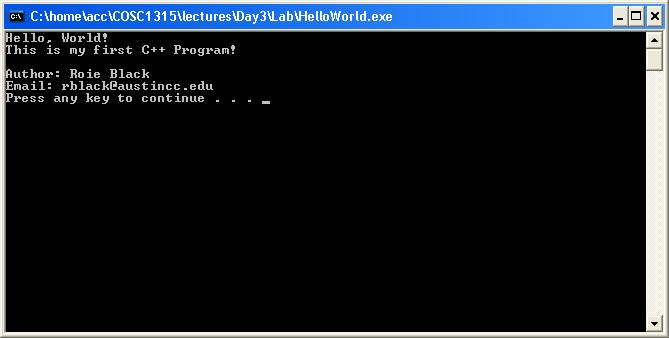 C:\home\acc\COSC1315\lectures\Day3\Lab\HelloWorld.exe
Hello, World!
This is my first C++ Program!
Author: Roie Black
Email: rblack@austincc.edu
Press any key to continue . . . _